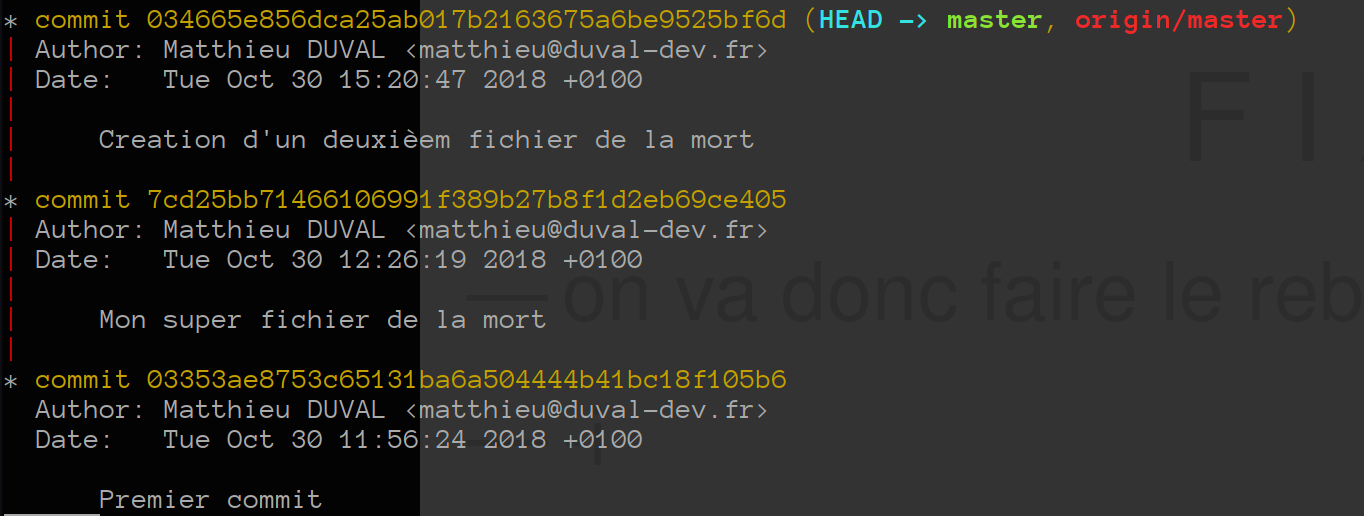 * commit 034665e856dca25ab017b2163675a6be9525bf6d (HEAD -> master, origin/master)
| Author: Matthieu DUVAL <matthieu@duval-dev.fr>
| Date:   Tue Oct 30 15:20:47 2018 +0100
|
|     Creation d'un deuxièem fichier de la mort
|
* commit 7cd25bb71466106991f389b27b8f1d2eb69ce405
| Author: Matthieu DUVAL <matthieu@duval-dev.fr>
| Date:   Tue Oct 30 12:26:19 2018 +0100
|
— on va donc faire le reb
|     Mon super fichier de la mort
|
* commit 03353ae8753c65131ba6a504444b41bc18f105b6
  Author: Matthieu DUVAL <matthieu@duval-dev.fr>
  Date:   Tue Oct 30 11:56:24 2018 +0100

      Premier commit